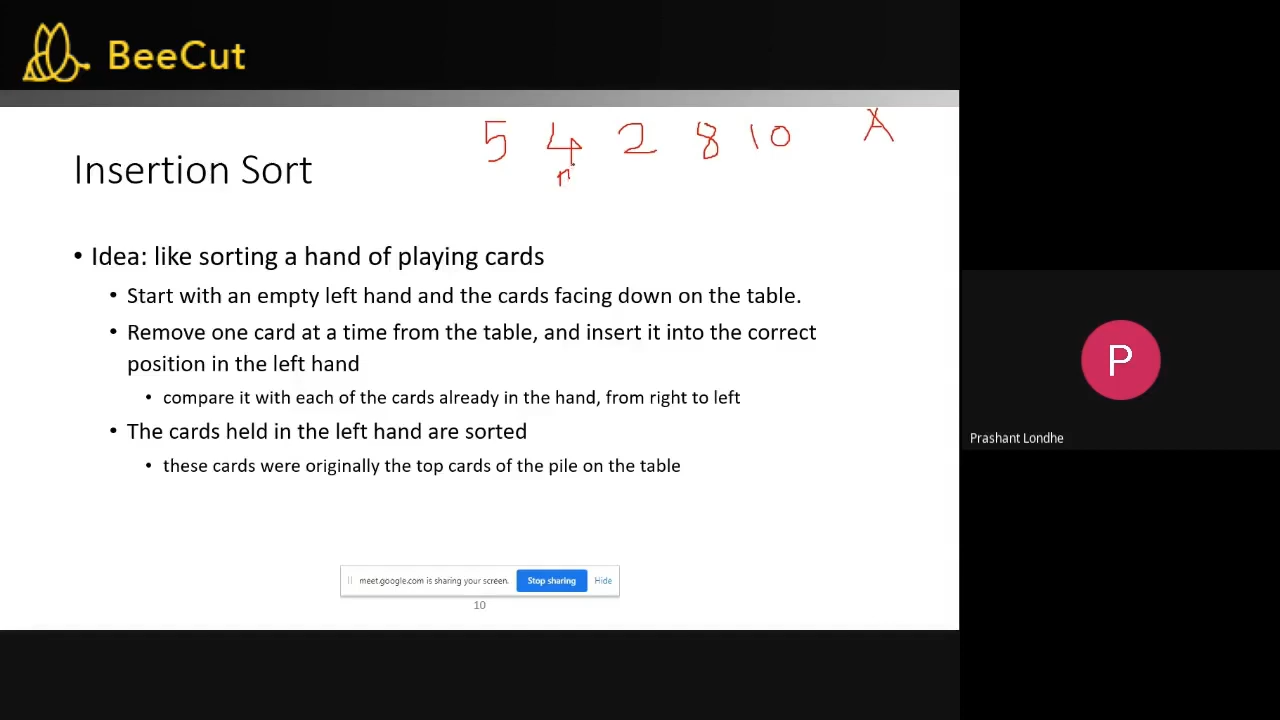 BeeCut
5 4 2 8 10 A
Insertion Sort
• Idea: like sorting a hand of playing cards
• Start with an empty left hand and the cards facing down on the table.
• Remove one card at a time from the table, and insert it into the correct
position in the left hand
• compare it with each of the cards already in the hand, from right to left
• The cards held in the left hand are sorted
• these cards were originally the top cards of the pile on the table
P
Prashant Londhe
meet.google.com is sharing your screen. Stop sharing Hide
10